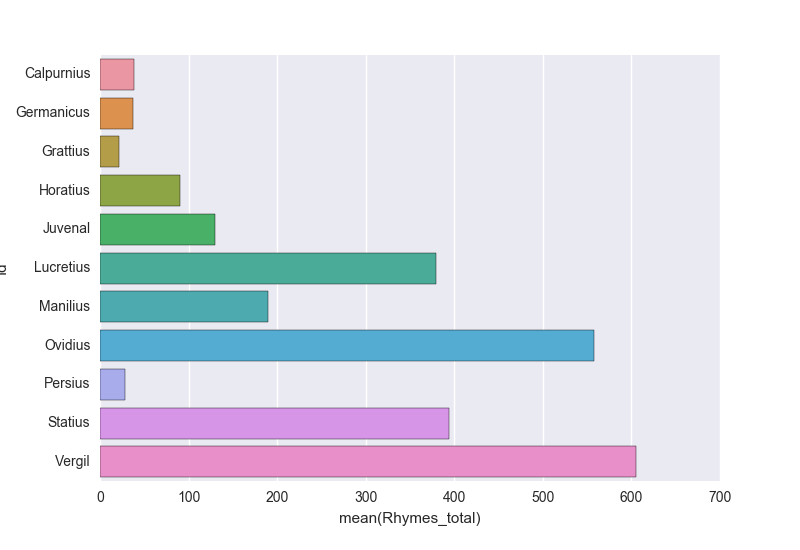 Calpurnius
Germanicus
Grattius
Horatius
Juvenal
Lucretius
Manilius
Ovidius
Persius
Statius
Vergil
0 100 200 300 400 500 600 700
mean(Rhymes_total)